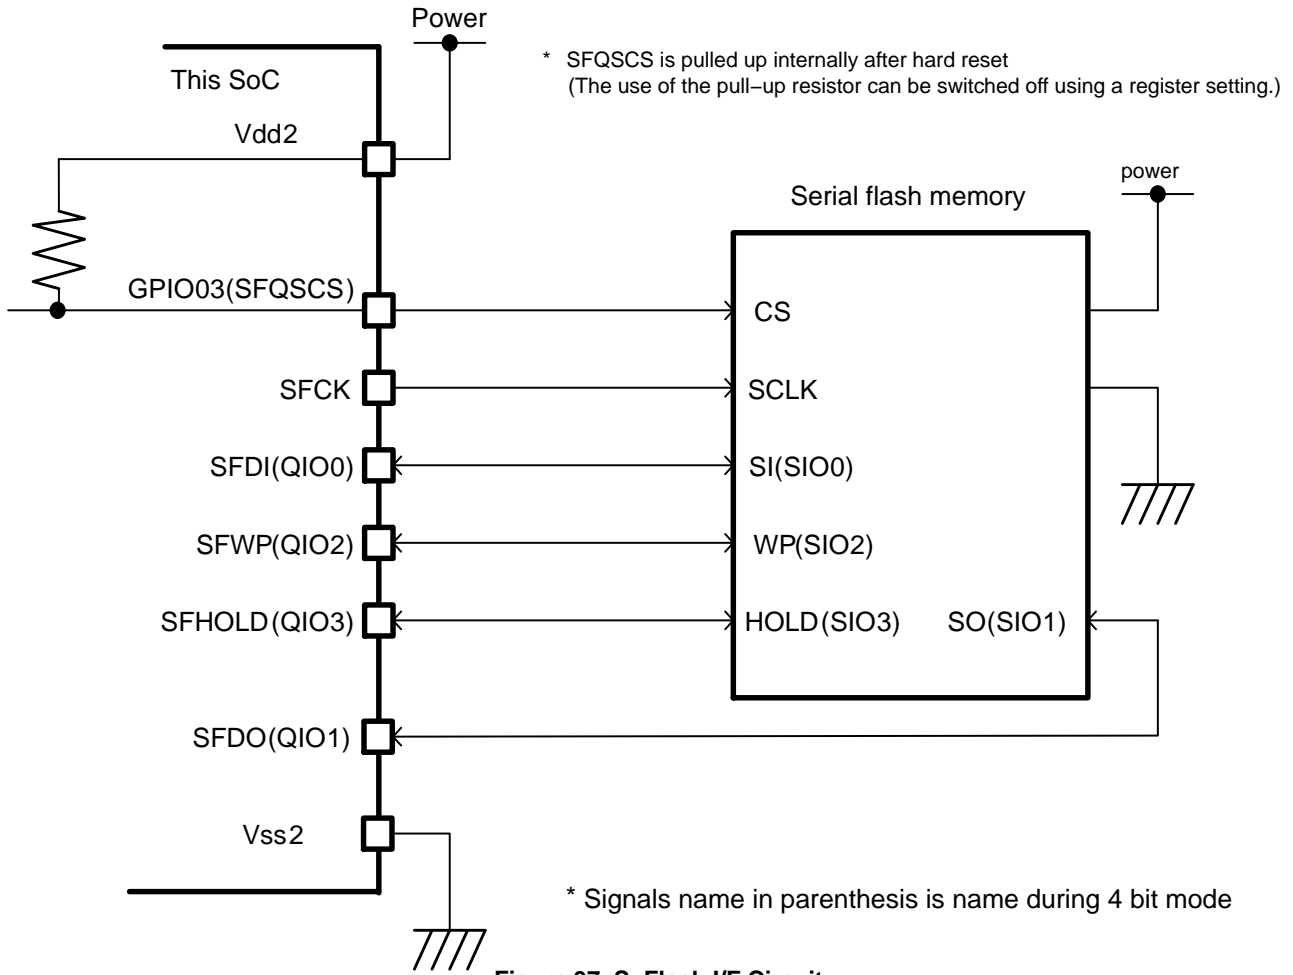 Power
* SFQSCS is pulled up internally after hard reset
(The use of the pull−up resistor can be switched off using a register setting.)
This SoC
Vdd2
power
Serial flash memory
GPIO03(SFQSCS)
CS
SFCK
SCLK
SFDI(QIO0)
SI(SIO0)
SFWP(QIO2)
WP(SIO2)
SFHOLD(QIO3)
HOLD(SIO3)
SO(SIO1)
SFDO(QIO1)
Vss2
* Signals name in parenthesis is name during 4 bit mode